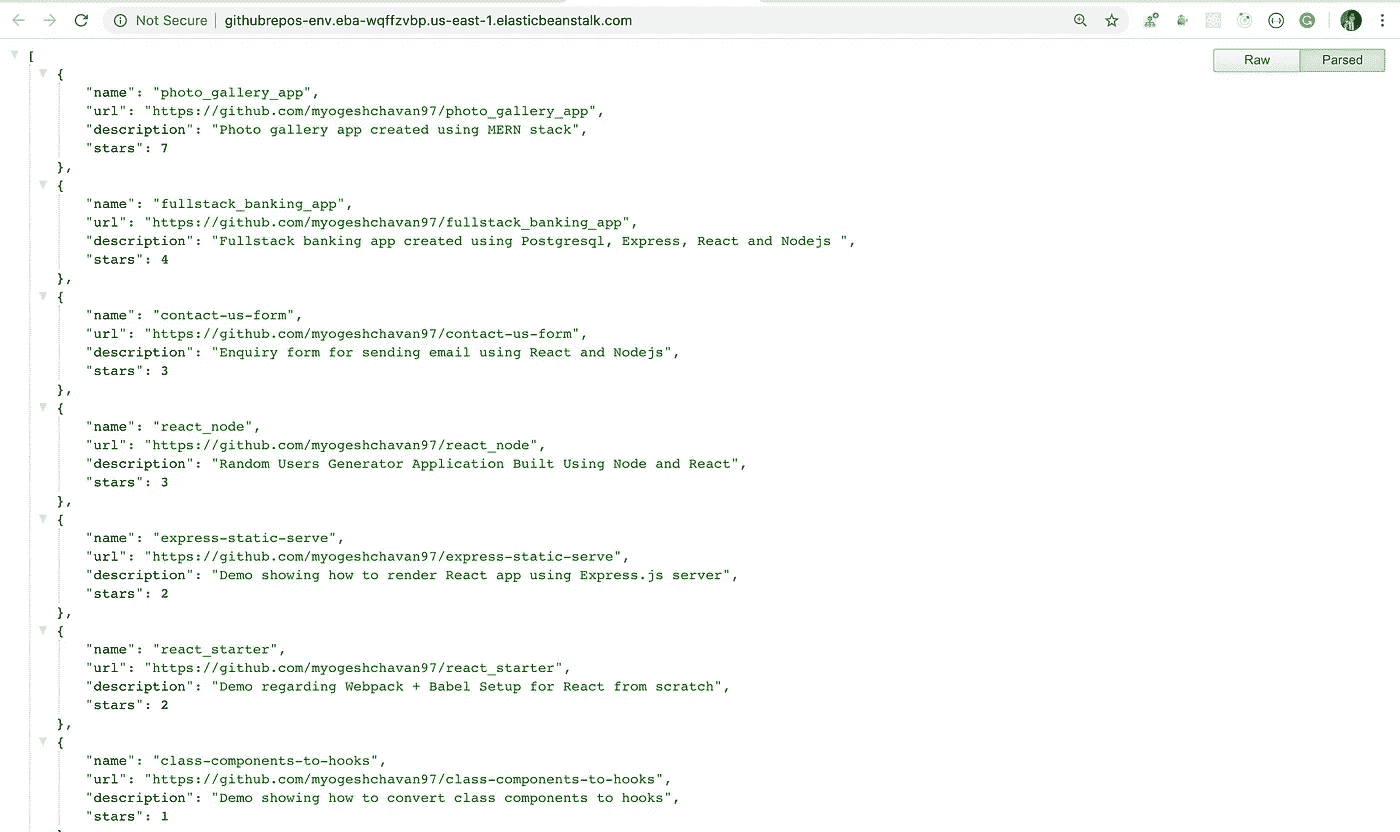 Not Secure githubrepos-env.eba-wqffzvbp.us-east-1.elasticbeanstalk.com
Raw Parsed
[
{
"name": "photo_gallery_app",
"url": "https://github.com/myogeshchavan97/photo_gallery_app",
"description": "Photo gallery app created using MERN stack",
"stars": 7
},
{
"name": "fullstack_banking_app",
"url": "https://github.com/myogeshchavan97/fullstack_banking_app",
"description": "Fullstack banking app created using Postgresql, Express, React and Nodejs ",
"stars": 4
},
{
"name": "contact-us-form",
"url": "https://github.com/myogeshchavan97/contact-us-form",
"description": "Enquiry form for sending email using React and Nodejs",
"stars": 3
},
{
"name": "react_node",
"url": "https://github.com/myogeshchavan97/react_node",
"description": "Random Users Generator Application Built Using Node and React",
"stars": 3
},
{
"name": "express-static-serve",
"url": "https://github.com/myogeshchavan97/express-static-serve",
"description": "Demo showing how to render React app using Express.js server",
"stars": 2
},
{
"name": "react_starter",
"url": "https://github.com/myogeshchavan97/react_starter",
"description": "Demo regarding Webpack + Babel Setup for React from scratch",
"stars": 2
},
{
"name": "class-components-to-hooks",
"url": "https://github.com/myogeshchavan97/class-components-to-hooks",
"description": "Demo showing how to convert class components to hooks",
"stars": 1